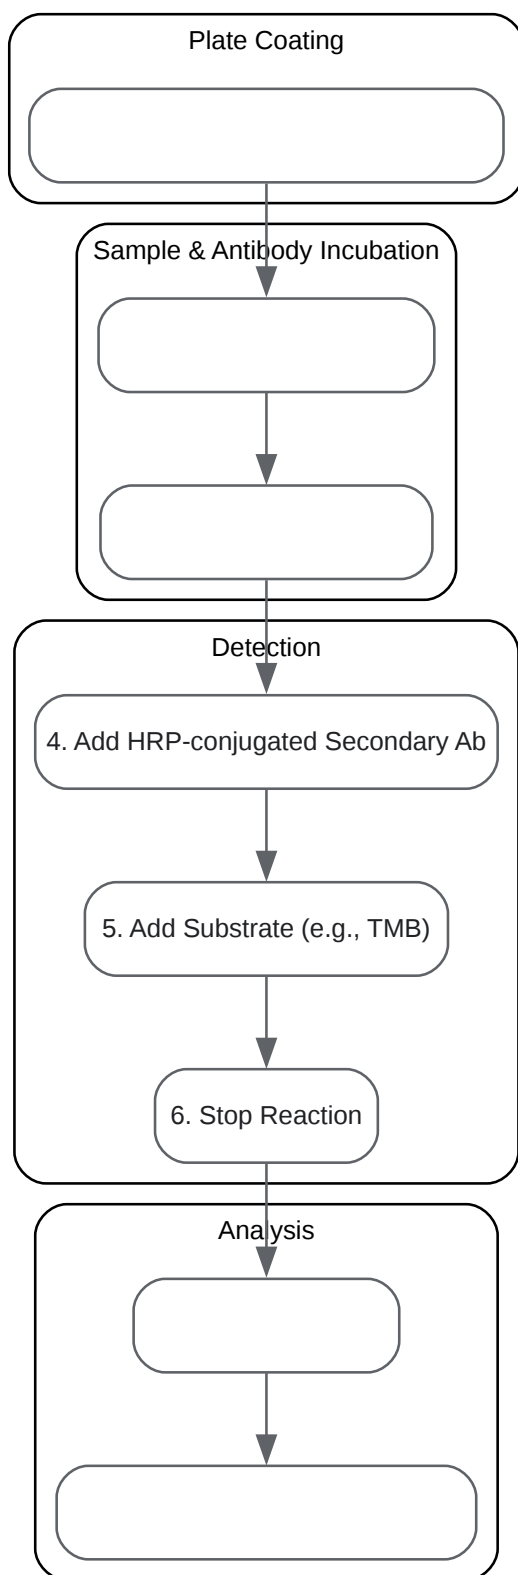 Plate Coating
Sample & Antibody Incubation
Detection
4. Add HRP-conjugated Secondary Ab
5. Add Substrate (e.g., TMB)
6. Stop Reaction
Analysis